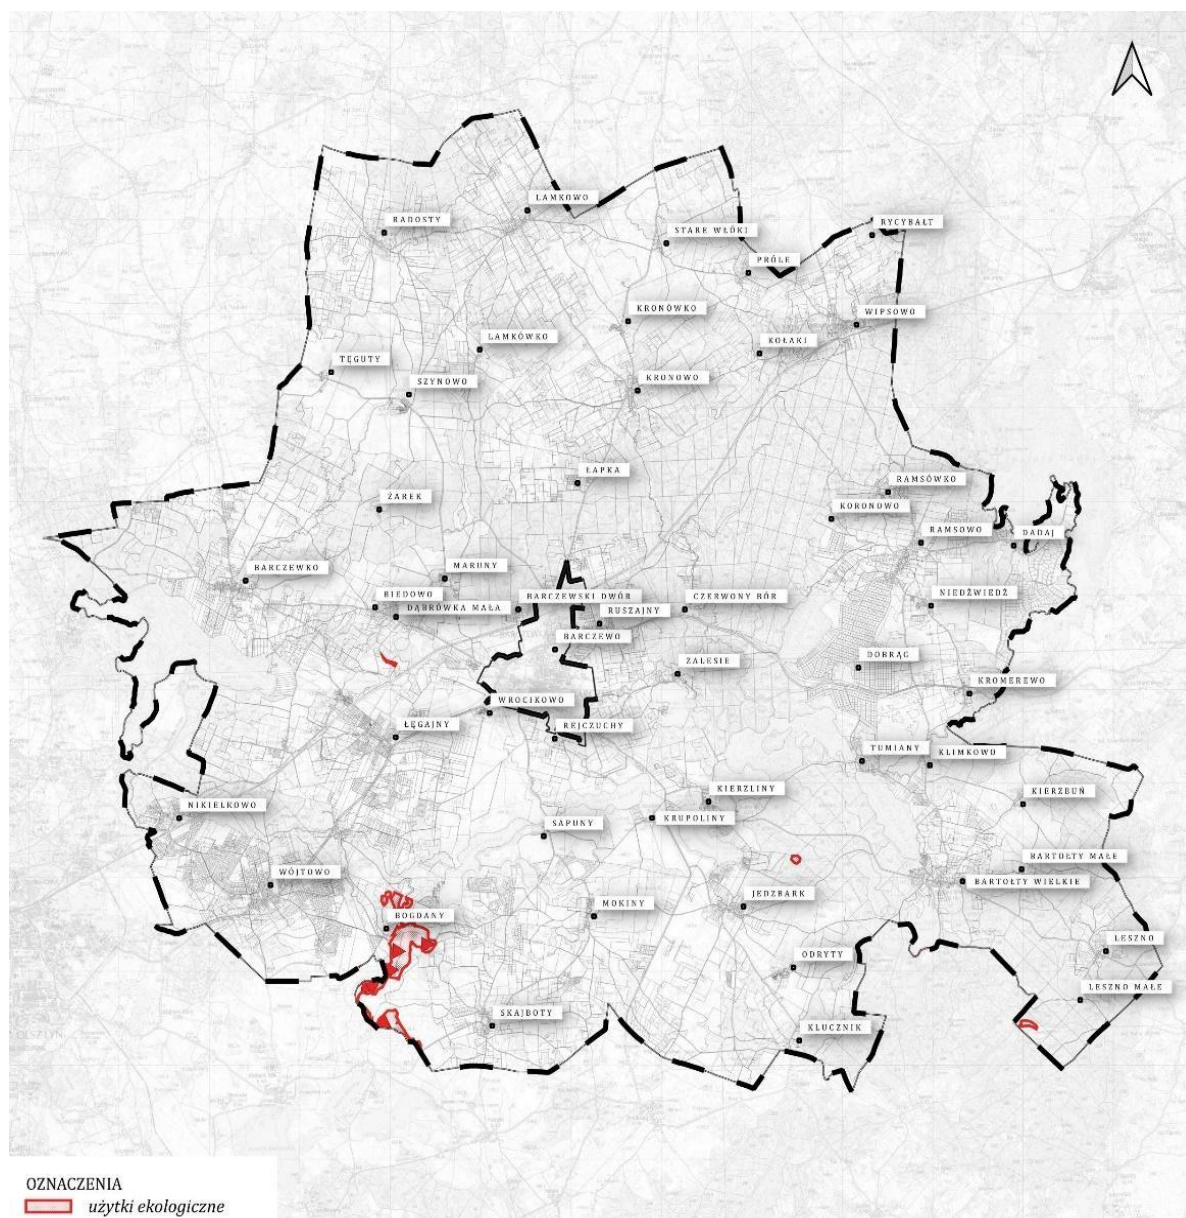 LAMKOWO
RADOSTY
RYCYBAŁT
STARE WŁÓKI
PRÓLE
KRONÓWKO
WIPSOWO
LAMKÓWKO
KOŁAKI
TĘGUTY
SZYNOWO
KRONOWO
ŁAPKA
RAMSÓWKO
ŻAREK
KORONOWO
RAMSOWO
DADAJ
MARUNY
BARCZEWKO
BIEDOWO
BARCZEWSKI DWÓR
CZERWONY BÓR
NIEDŹWIEDŹ
DĄBRÓWKA MAŁA
RUSZAJNY
BARCZEWO
DOBRĄG
ZALESIE
KROMEREWO
WROCIKOWO
ŁĘGAJNY
REJCZUCHY
TUMIANY
KLIMKOWO
KIERZLINY
KIERZBUŃ
NIKIELKOWO
KRUPOLINY
SAPUNY
BARTOŁTY MAŁE
WÓJTOWO
BARTOŁTY WIELKIE
JEDZBARK
MOKINY
BOGDANY
LESZNO
ODRYTY
LESZNO MAŁE
SKAJBOTY
KLUCZNIK
OZNACZENIA
użytki ekologiczne